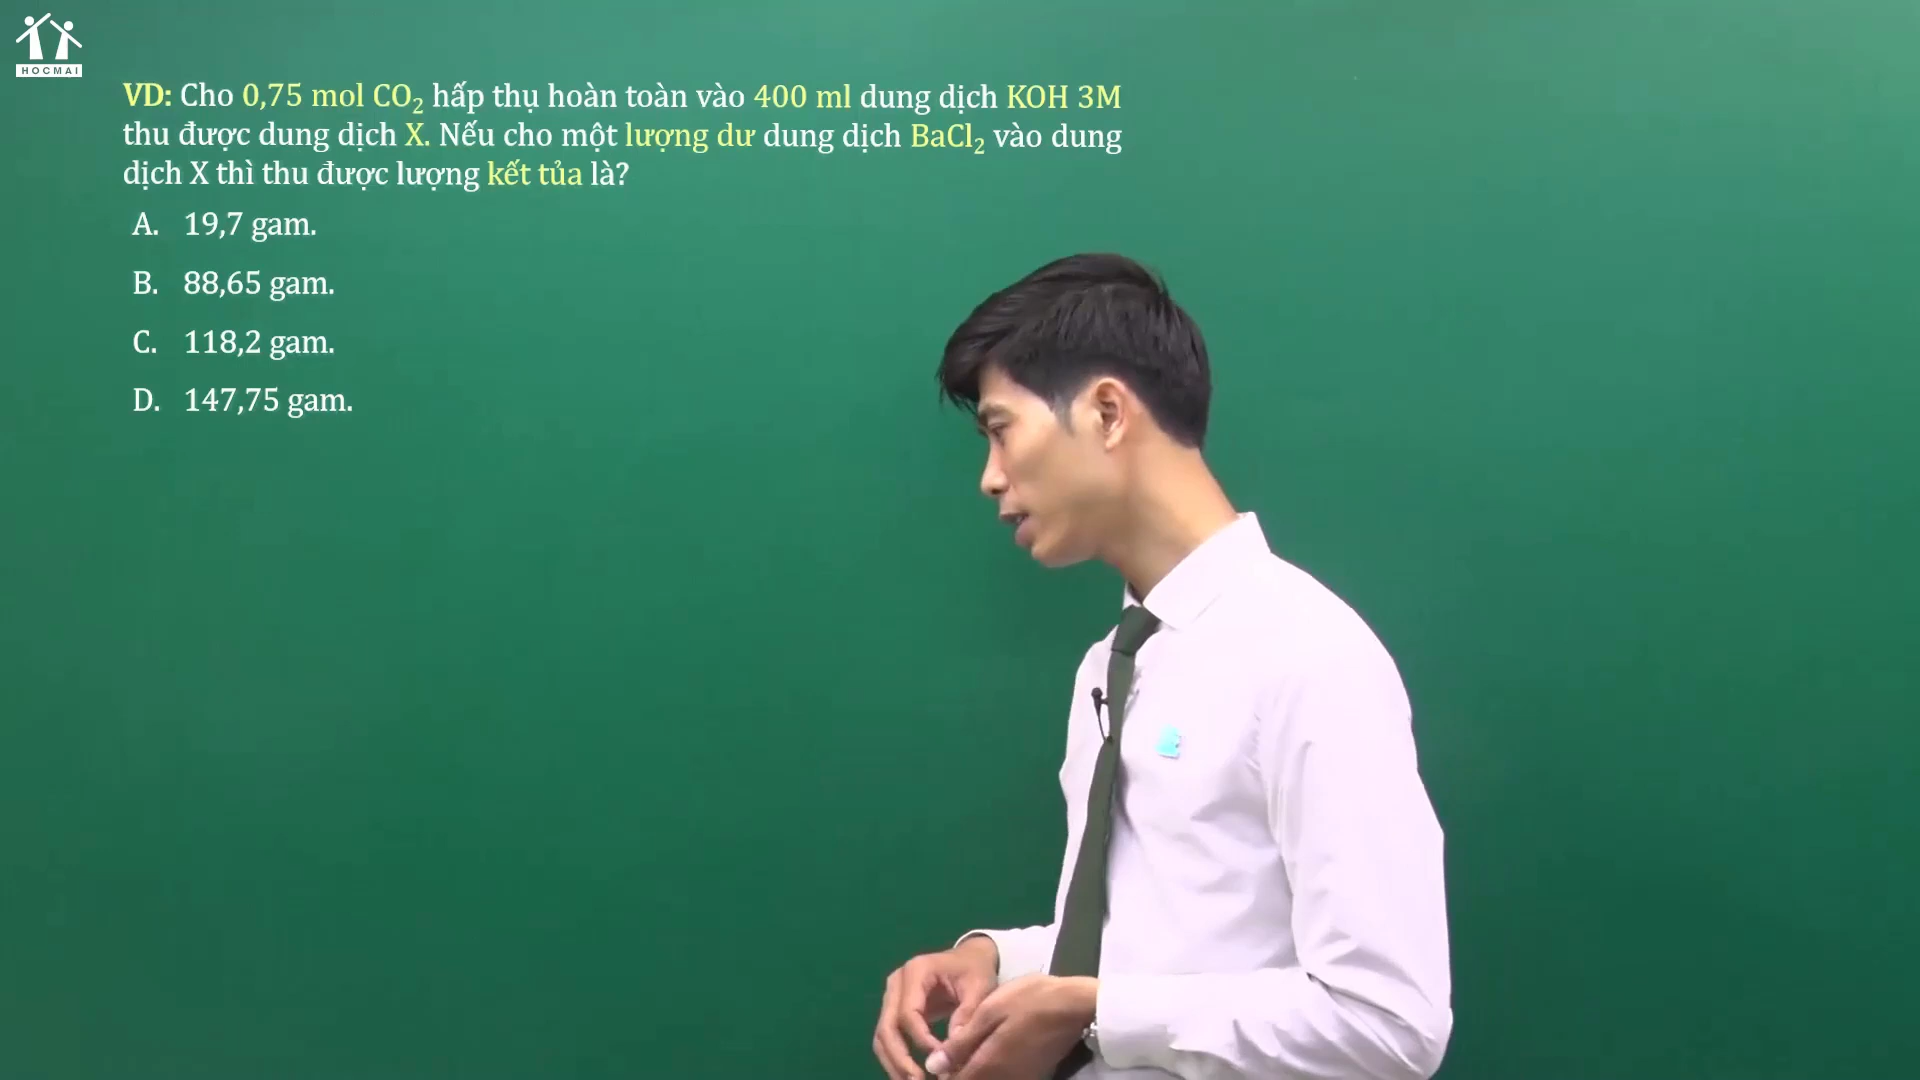 HOCMAI
VD: Cho 0,75 mol CO₂ hấp thụ hoàn toàn vào 400 ml dung dịch KOH 3M
thu được dung dịch X. Nếu cho một lượng dư dung dịch BaCl₂ vào dung
dịch X thì thu được lượng kết tủa là?
A. 19,7 gam.
B. 88,65 gam.
C. 118,2 gam.
D. 147,75 gam.